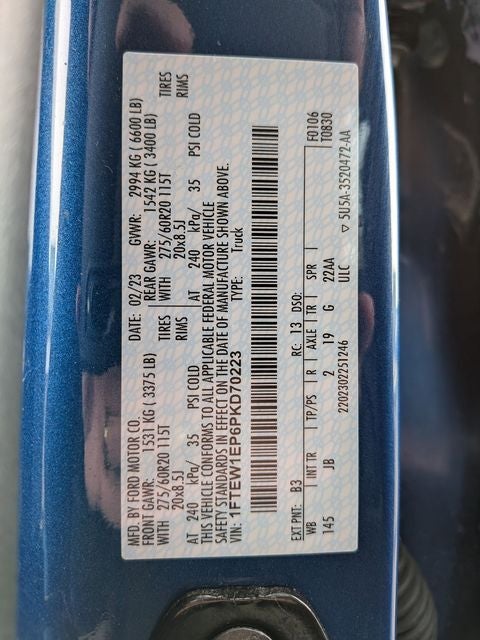 MFD. BY FORD MOTOR CO. DATE: 02/23 GVWR: 2994 KG ( 6600 LB)
FRONT GAWR: 1531 KG ( 3375 LB) REAR GAWR: 1542 KG ( 3400 LB)
WITH 275/60R20 115T TIRES WITH 275/60R20 115T TIRES
20x8.5J RIMS 20x8.5J RIMS
AT 240 kPa/ 35 PSI COLD AT 240 kPa/ 35 PSI COLD
THIS VEHICLE CONFORMS TO ALL APPLICABLE FEDERAL MOTOR VEHICLE
SAFETY STANDARDS IN EFFECT ON THE DATE OF MANUFACTURE SHOWN ABOVE.
VIN: 1FTEW1EP6PKD70223 TYPE: Truck
F0106
T0830
EXT PNT: B3 RC: 13 DSO:
WB INT TR TP/PS R AXLE TR SPR
145 JB 2 19 G 22AA
2202302251246 ULC
▽ 5U5A-3520472-AA